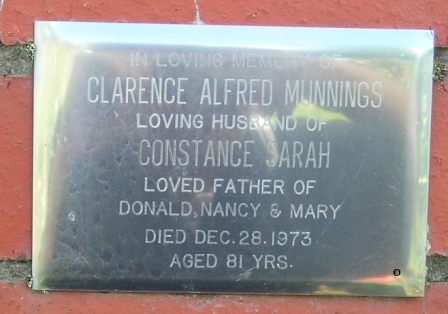 IN LOVING MEMERY OF
CLARENCE ALFRED MUNNINGS
LOVING HUSBAND OF
CONSTANCE SARAH
LOVED FATHER OF
DONALD, NANCY & MARY
DIED DEC. 28. 1973
AGED 81 YRS.